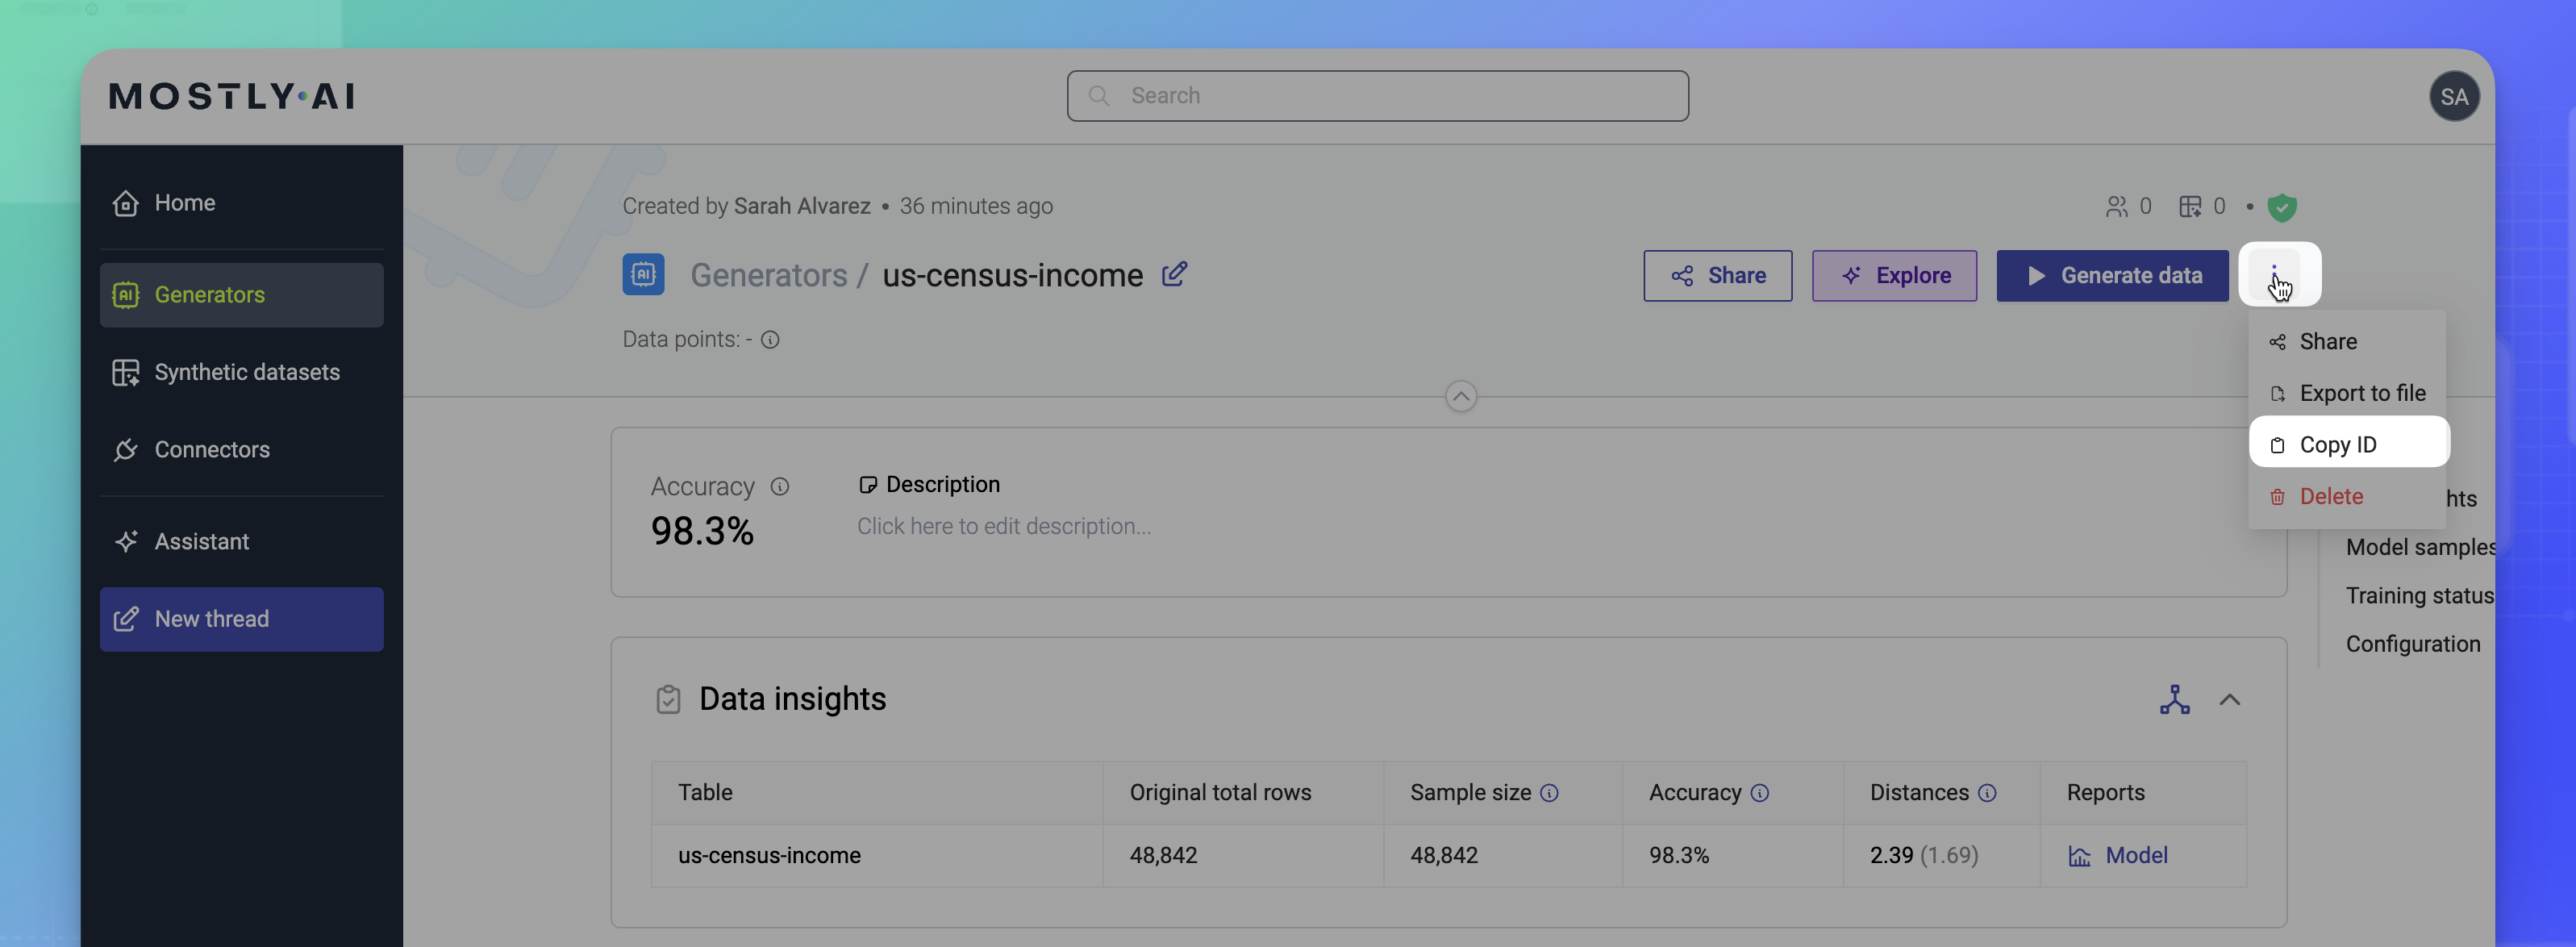 MOSTLY·AI
Search
SA
Home
Generators
Synthetic datasets
Connectors
Assistant
New thread
Created by Sarah Alvarez • 36 minutes ago
0 0 •
Generators / us-census-income
Share
Explore
Generate data
Data points: -
Share
Export to file
Copy ID
Delete
hts
Model samples
Training status
Configuration
Accuracy
98.3%
Description
Click here to edit description...
Data insights
Table Original total rows Sample size Accuracy Distances Reports
us-census-income 48,842 48,842 98.3% 2.39 (1.69) Model